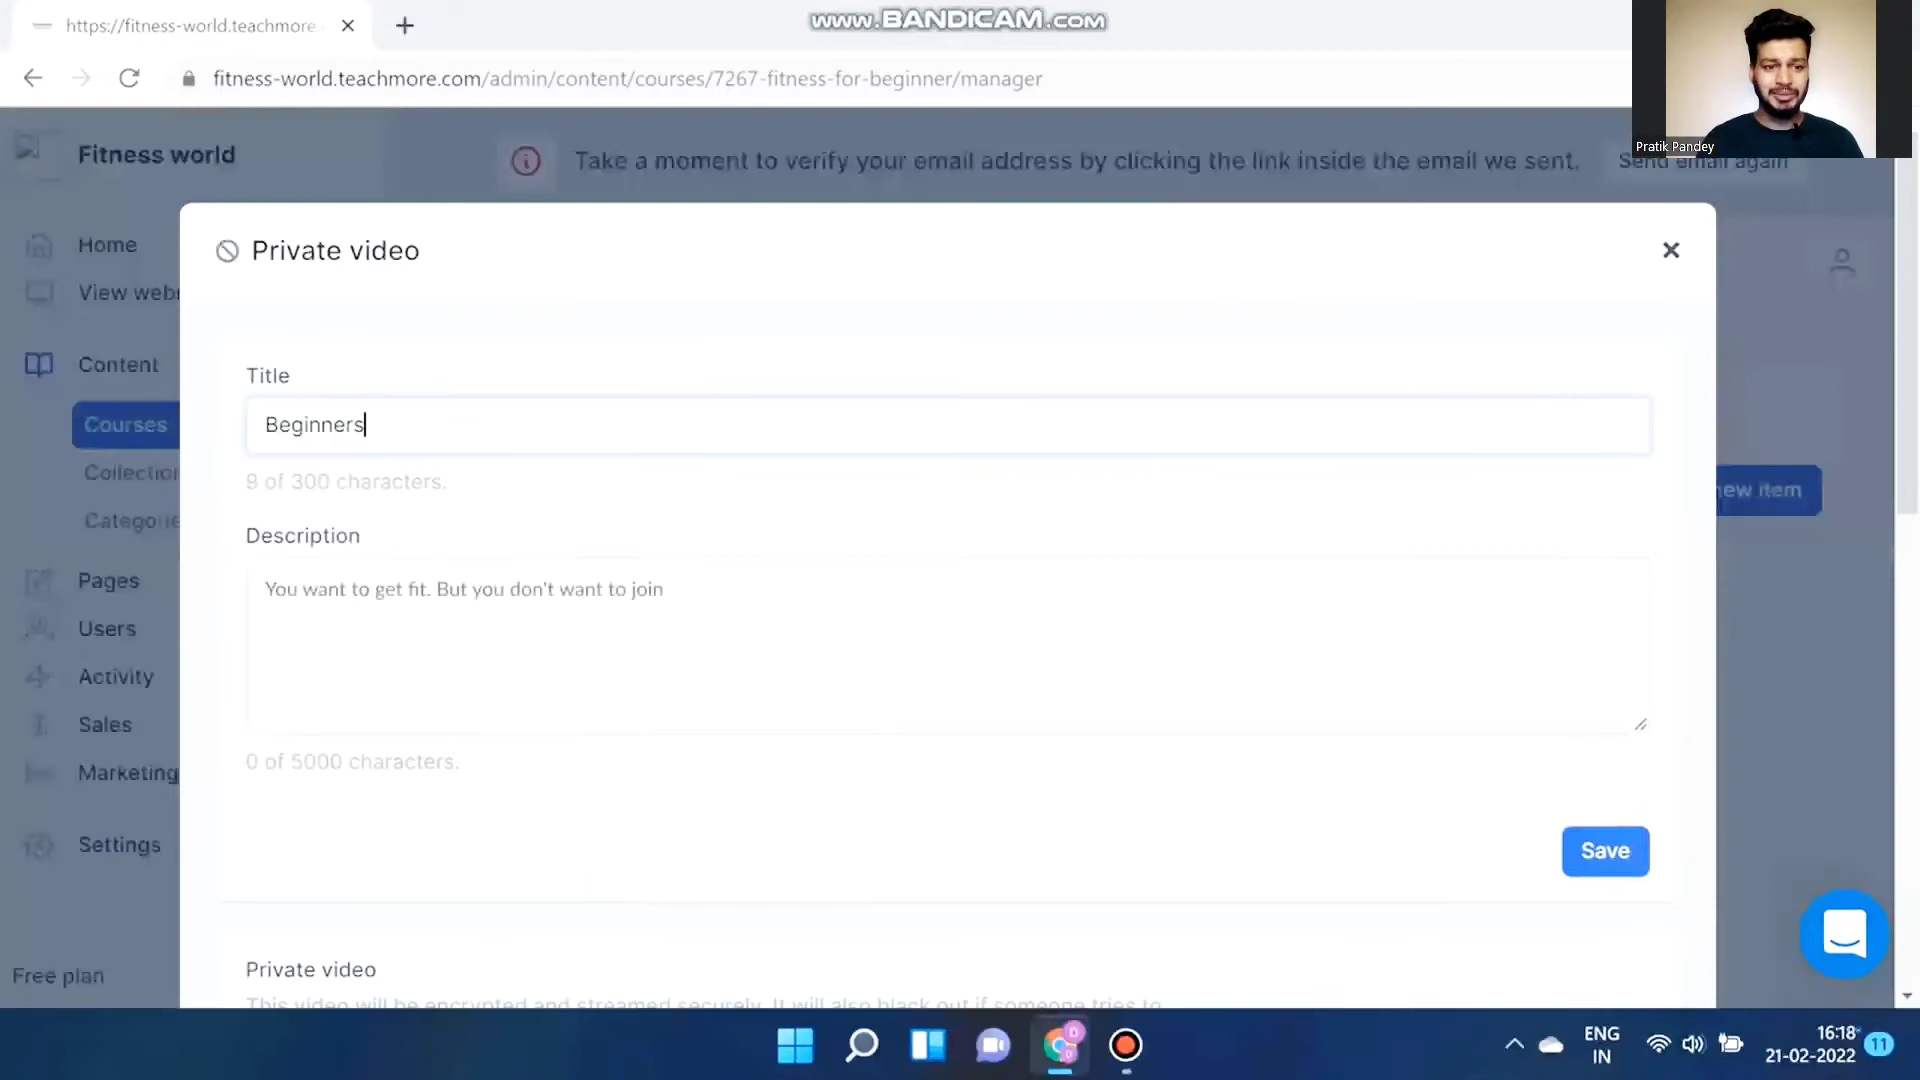 https://fitness-world.teachmore.
www.BANDICAM.com
fitness-world.teachmore.com/admin/content/courses/7267-fitness-for-beginner/manager
Pratik Pandey
Fitness world
Take a moment to verify your email address by clicking the link inside the email we sent.
Send email again
Home
View webs
Content
Courses
Collection
Categorie
Pages
Users
Activity
Sales
Marketing
Settings
Free plan
Private video
Title
Beginners
9 of 300 characters.
Description
You want to get fit. But you don't want to join
0 of 5000 characters.
Save
new item
Private video
This video will be encrypted and streamed securely. It will also black out if someone tries to
ENG
IN
16:18
21-02-2022
11